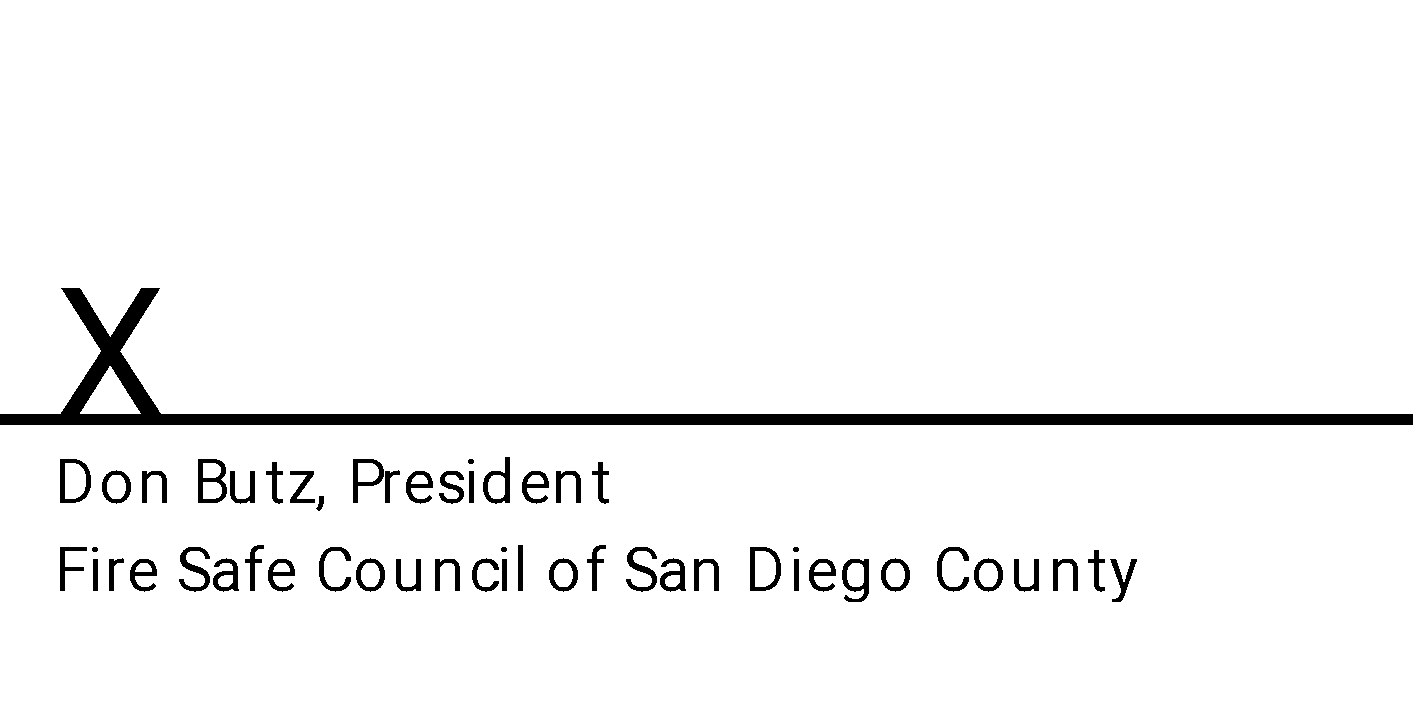 X
Don Butz, President
Fire Safe Council of San Diego County